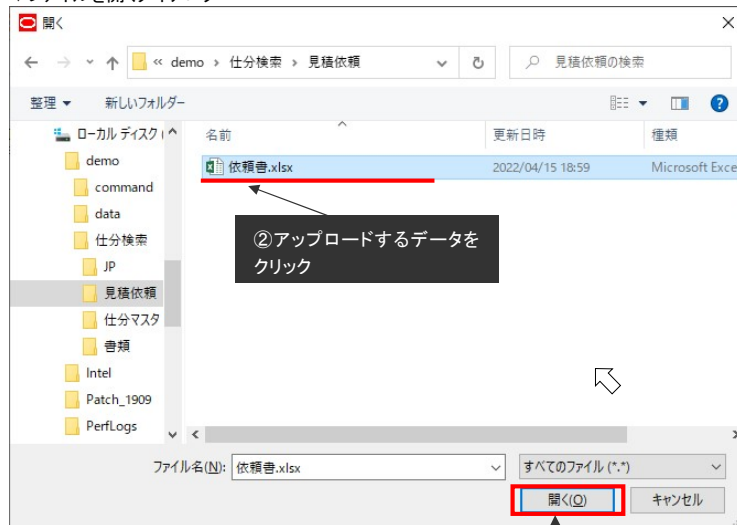 開く
« demo › 仕分検索 › 見積依頼
見積依頼の検索
整理 新しいフォルダー
ローカル ディスク (
名前 更新日時 種類
demo
依頼書.xlsx 2022/04/15 18:59 Microsoft Exce
command
data
②アップロードするデータを
クリック
仕分検索
JP
見積依頼
仕分マスタ
書類
Intel
Patch_1909
PerfLogs
ファイル名(N): 依頼書.xlsx すべてのファイル (*.*)
開く(O) キャンセル